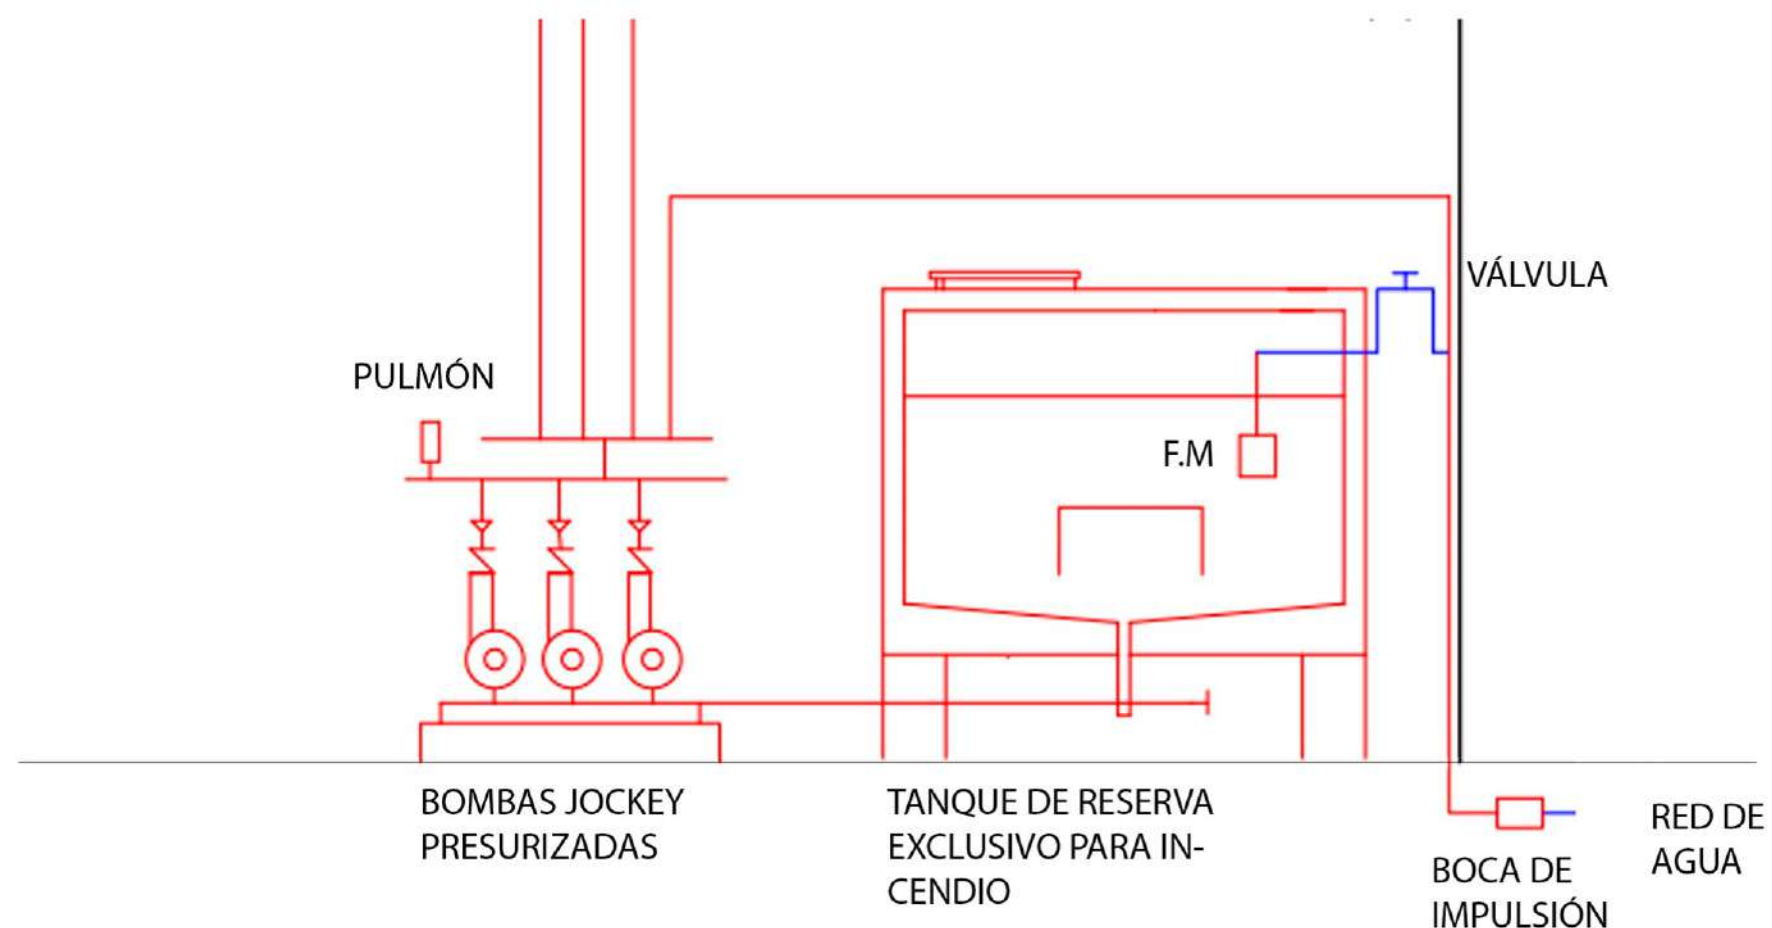 VÁLVULA
PULMÓN
F.M
BOMBAS JOCKEY
PRESURIZADAS
TANQUE DE RESERVA
EXCLUSIVO PARA IN-
CENDIO
BOCA DE
IMPULSIÓN
RED DE
AGUA